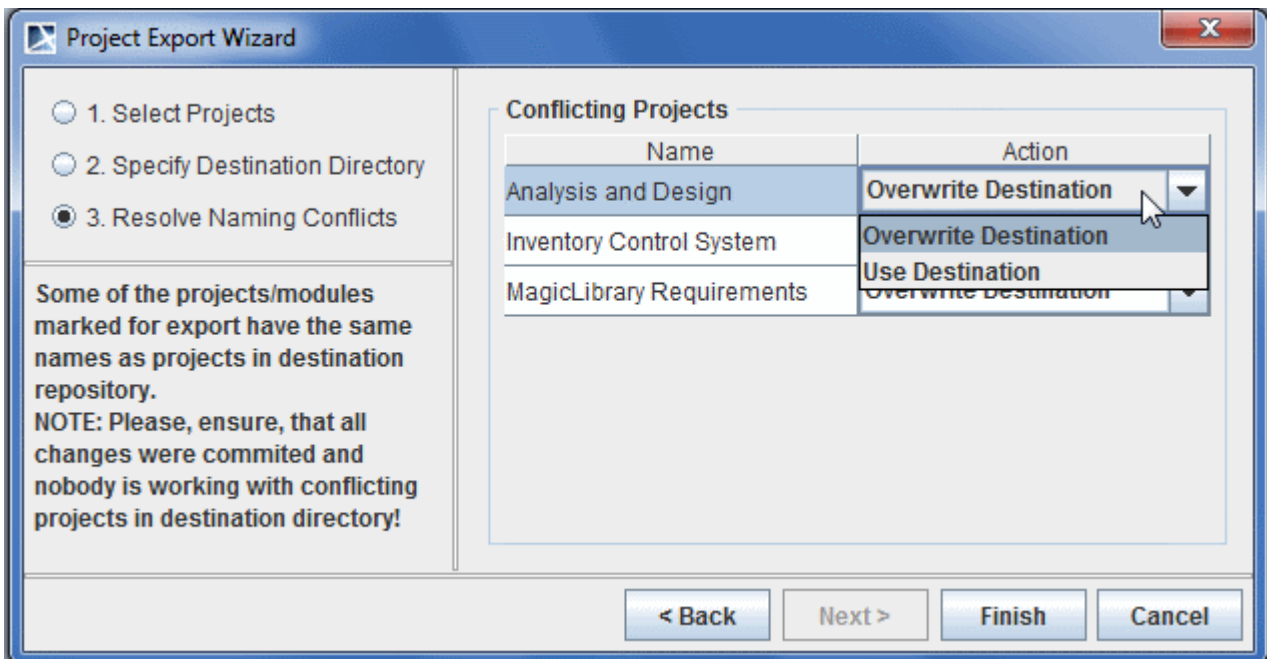 Project Export Wizard
1. Select Projects
2. Specify Destination Directory
3. Resolve Naming Conflicts
Some of the projects/modules
marked for export have the same
names as projects in destination
repository.
NOTE: Please, ensure, that all
changes were commited and
nobody is working with conflicting
projects in destination directory!
Conflicting Projects
Name Action
Analysis and Design Overwrite Destination
Overwrite Destination
Inventory Control System
Use Destination
MagicLibrary Requirements Overwrite Destination
< Back Next > Finish Cancel